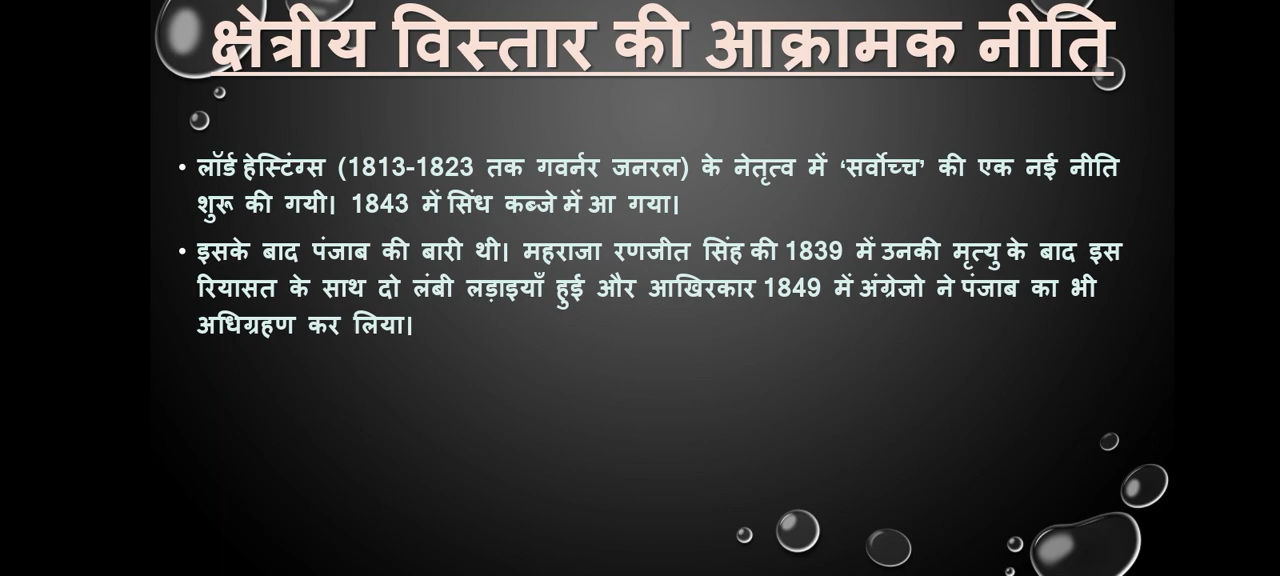 क्षेत्रीय विस्तार की आक्रामक नीति
• लॉर्ड हेस्टिंग्स (1813-1823 तक गवर्नर जनरल) के नेतृत्व में ‘सर्वोच्च’ की एक नई नीति
शुरू की गयी। 1843 में सिंध कब्जे में आ गया।
• इसके बाद पंजाब की बारी थी। महराजा रणजीत सिंह की 1839 में उनकी मृत्यु के बाद इस
रियासत के साथ दो लंबी लड़ाइयाँ हुई और आखिरकार 1849 में अंग्रेजो ने पंजाब का भी
अधिग्रहण कर लिया।